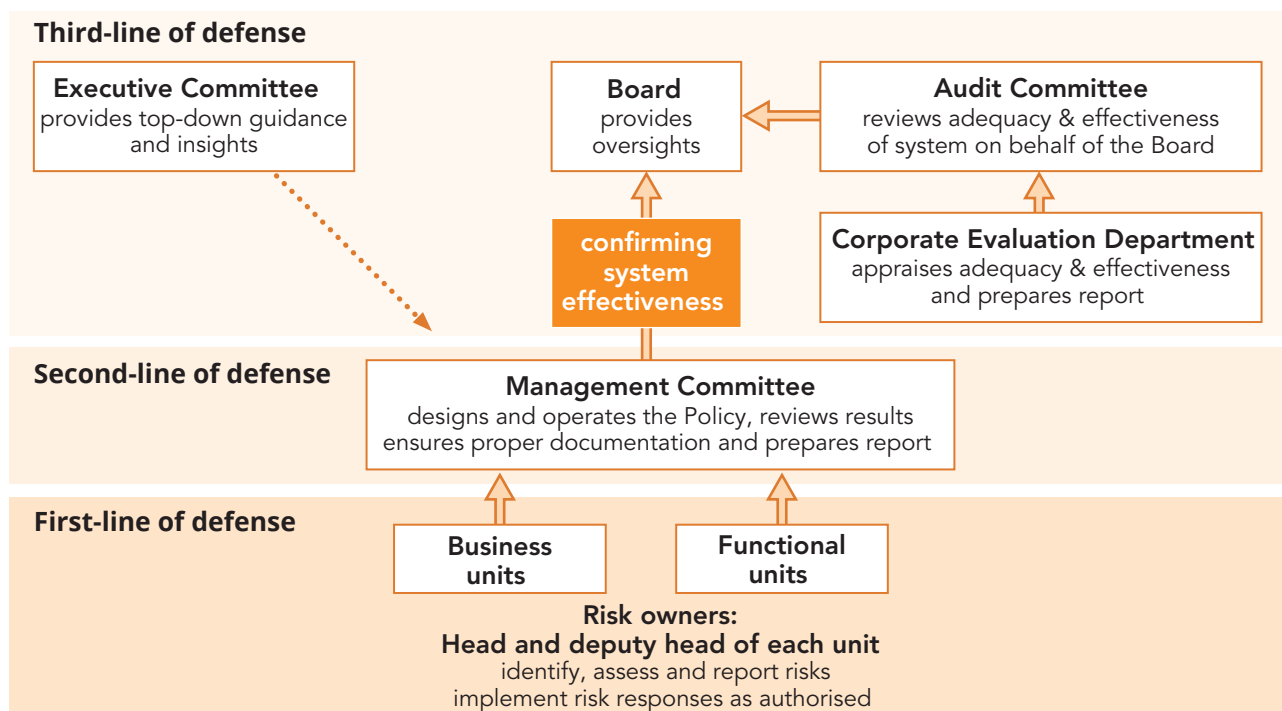 Third-line of defense
Executive Committee
provides top-down guidance
and insights
Board
provides
oversights
Audit Committee
reviews adequacy & effectiveness
of system on behalf of the Board
confirming
system
effectiveness
Corporate Evaluation Department
appraises adequacy & effectiveness
and prepares report
Second-line of defense
Management Committee
designs and operates the Policy, reviews results
ensures proper documentation and prepares report
First-line of defense
Business
units
Functional
units
Risk owners:
Head and deputy head of each unit
identify, assess and report risks
implement risk responses as authorised